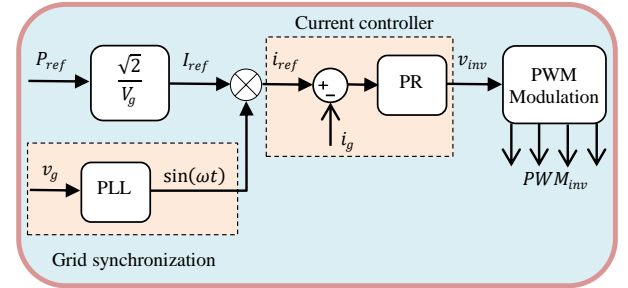 Current controller
P_ref
√2
V_g
I_ref
i_ref
+
−
PR
v_inv
PWM
Modulation
i_g
v_g
PLL
sin(ωt)
PWM_inv
Grid synchronization